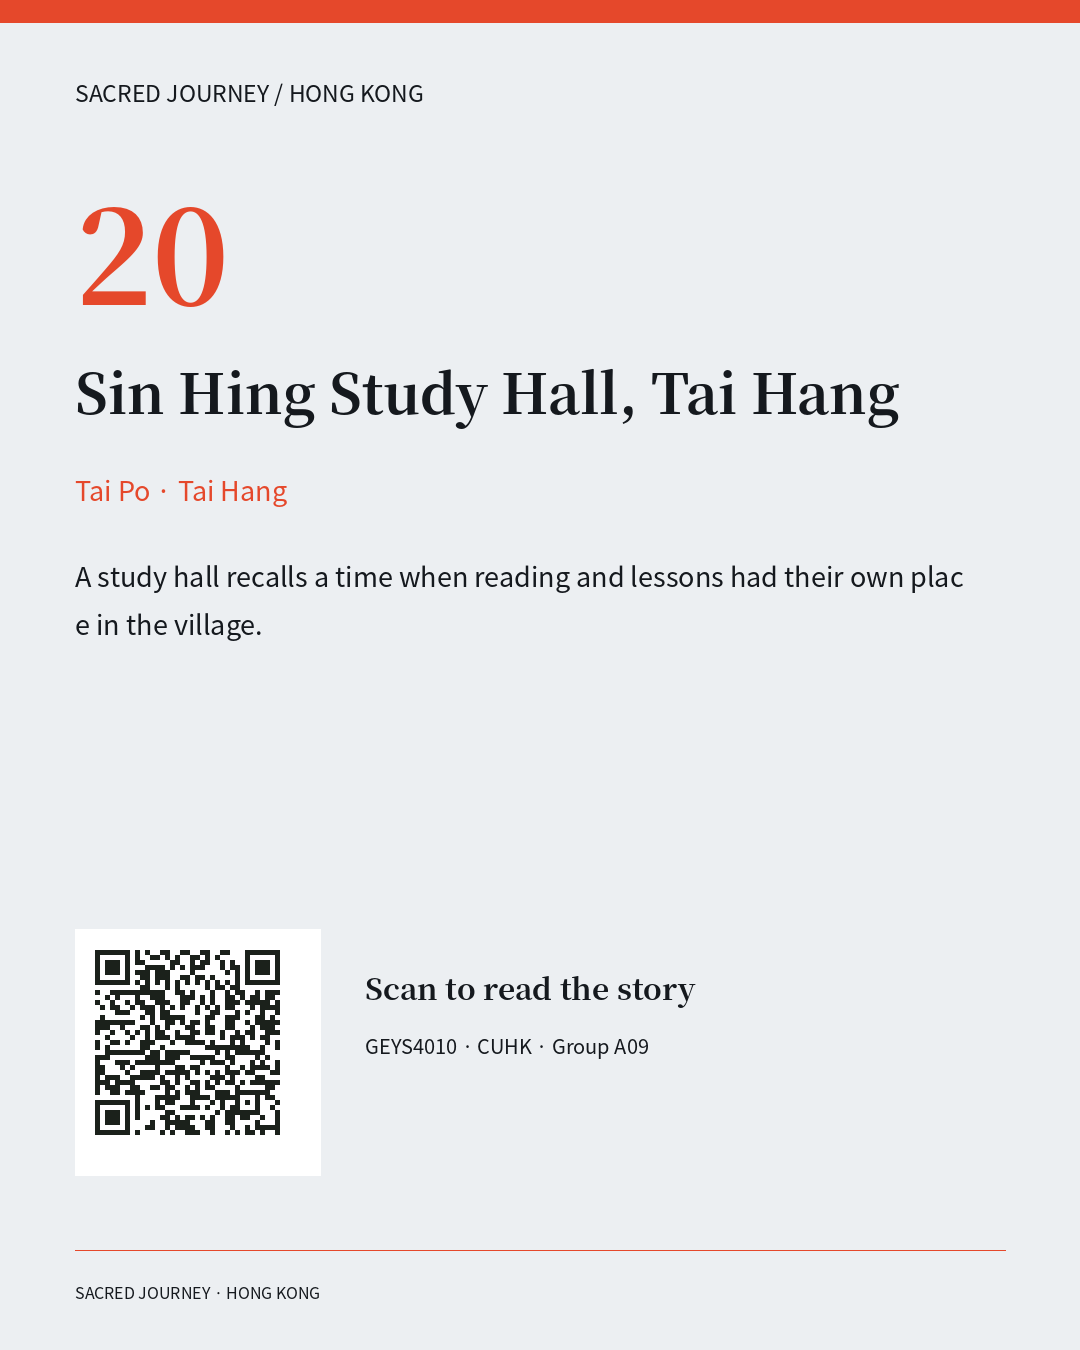 SACRED JOURNEY / HONG KONG
20
Sin Hing Study Hall, Tai Hang
Tai Po · Tai Hang
A study hall recalls a time when reading and lessons had their own plac
e in the village.
Scan to read the story
GEYS4010 · CUHK · Group A09
SACRED JOURNEY · HONG KONG